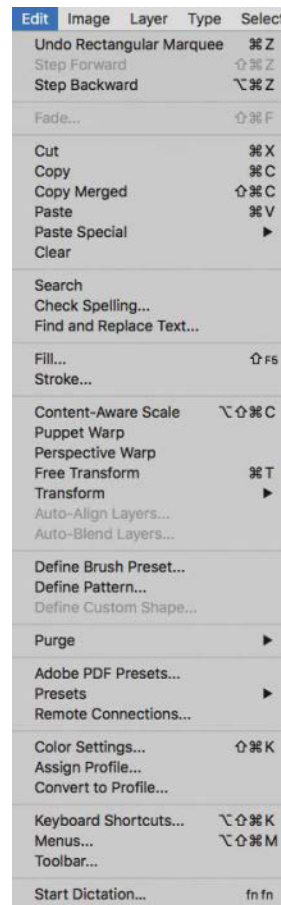 Edit Image Layer Type Select
Undo Rectangular Marquee ⌘Z
Step Forward ⇧⌘Z
Step Backward ⌥⌘Z
Fade... ⇧⌘F
Cut ⌘X
Copy ⌘C
Copy Merged ⇧⌘C
Paste ⌘V
Paste Special ▶
Clear
Search
Check Spelling...
Find and Replace Text...
Fill... ⇧F5
Stroke...
Content-Aware Scale ⌥⇧⌘C
Puppet Warp
Perspective Warp
Free Transform ⌘T
Transform ▶
Auto-Align Layers...
Auto-Blend Layers...
Define Brush Preset...
Define Pattern...
Define Custom Shape...
Purge ▶
Adobe PDF Presets...
Presets ▶
Remote Connections...
Color Settings... ⇧⌘K
Assign Profile...
Convert to Profile...
Keyboard Shortcuts... ⌥⇧⌘K
Menus... ⌥⇧⌘M
Toolbar...
Start Dictation... fn fn